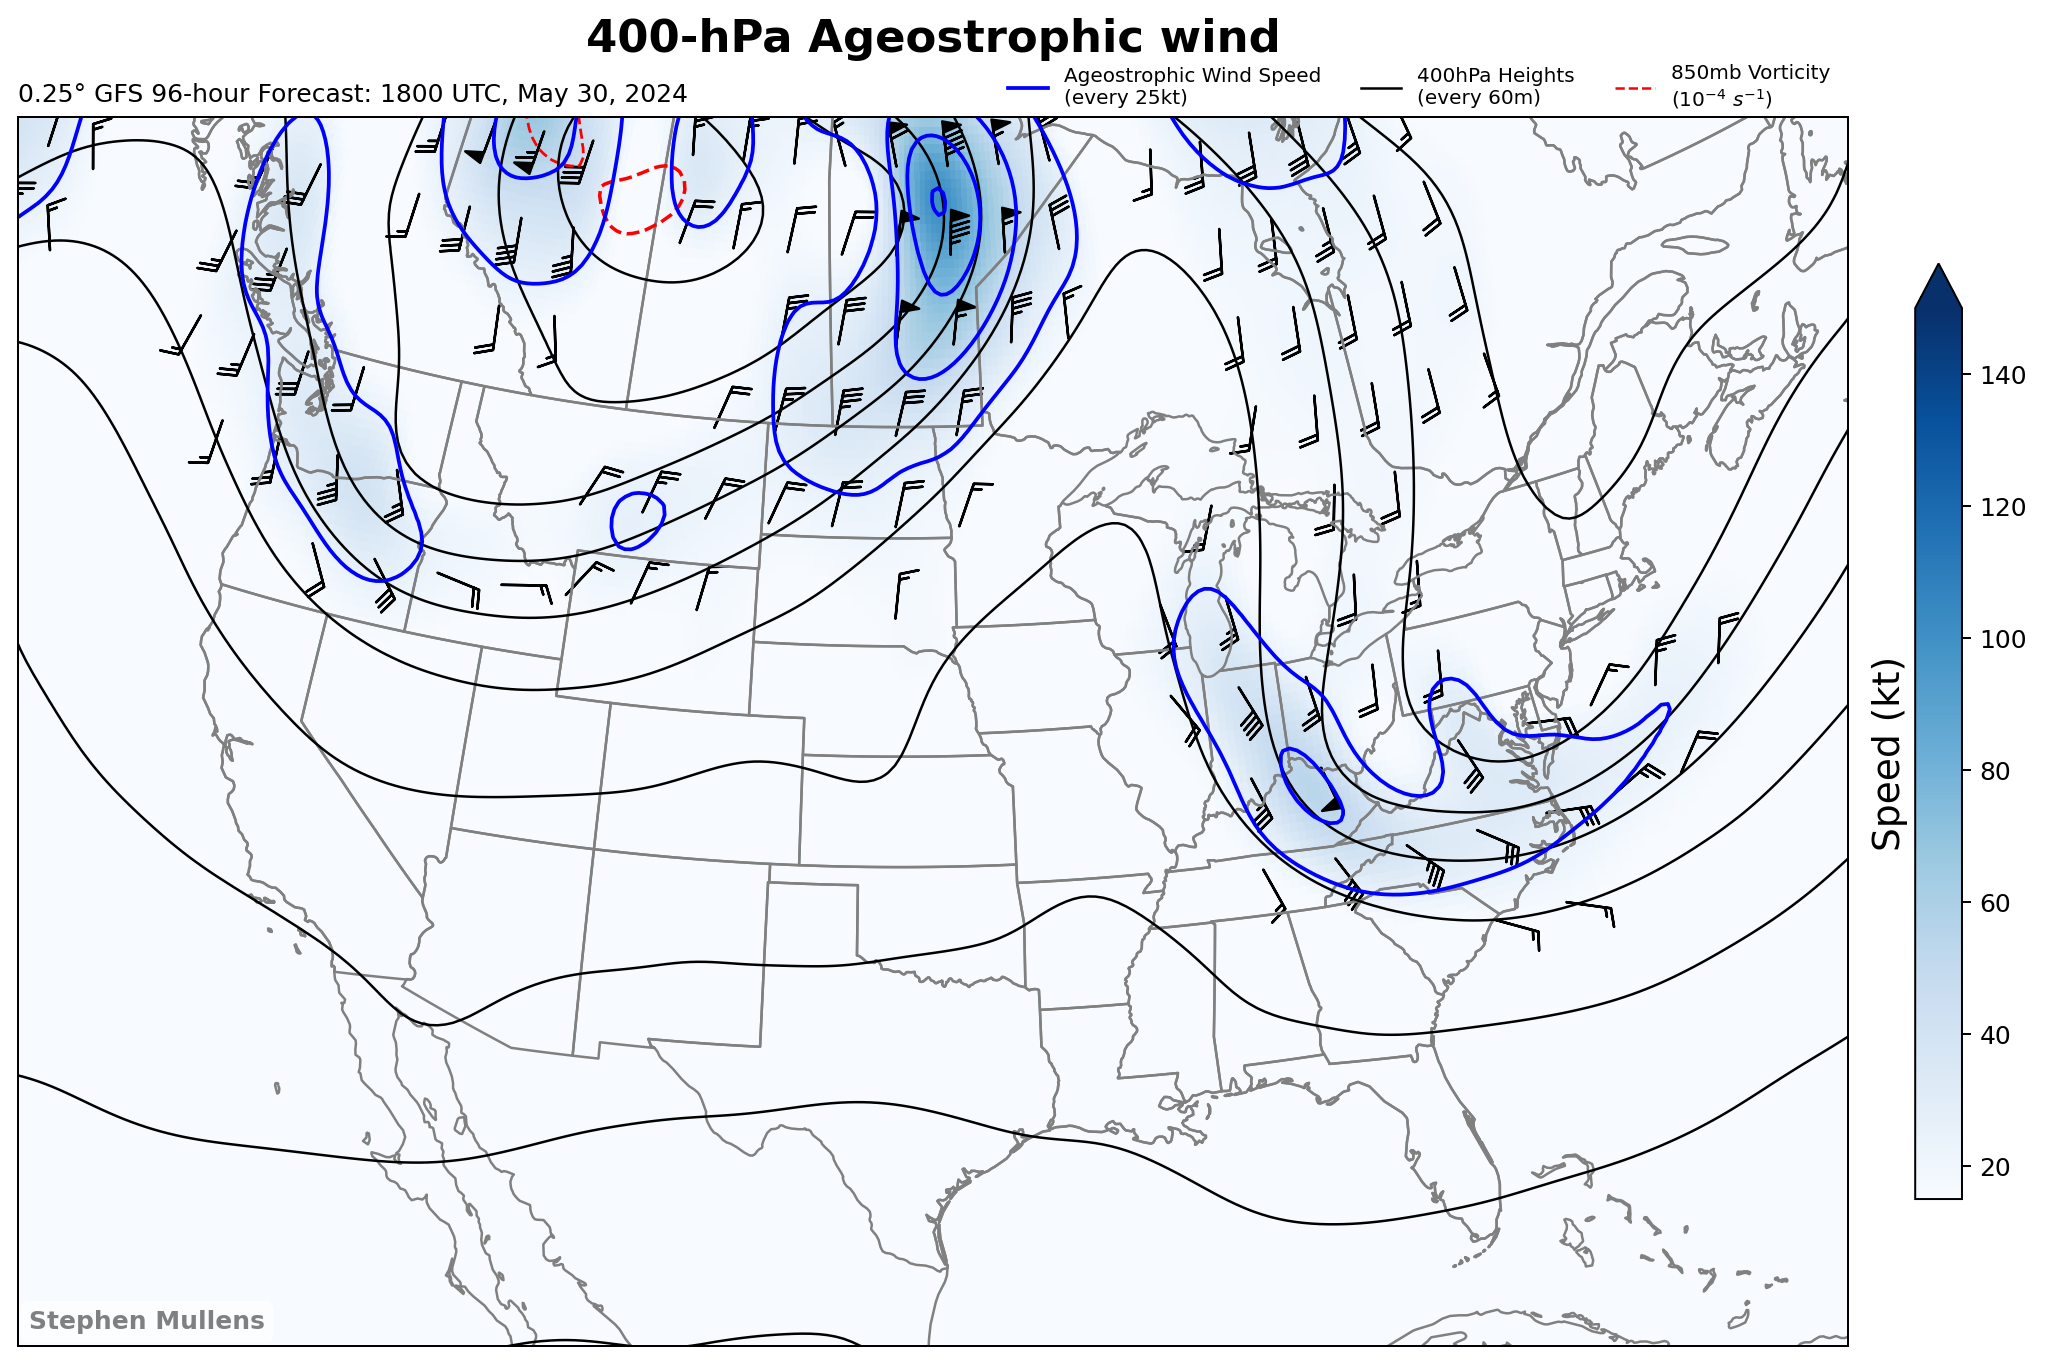 400-hPa Ageostrophic wind
0.25° GFS 96-hour Forecast: 1800 UTC, May 30, 2024
Ageostrophic Wind Speed
(every 25kt)
400hPa Heights
(every 60m)
850mb Vorticity
(10⁻⁴ s⁻¹)
140
120
100
80
60
40
20
Speed (kt)
Stephen Mullens